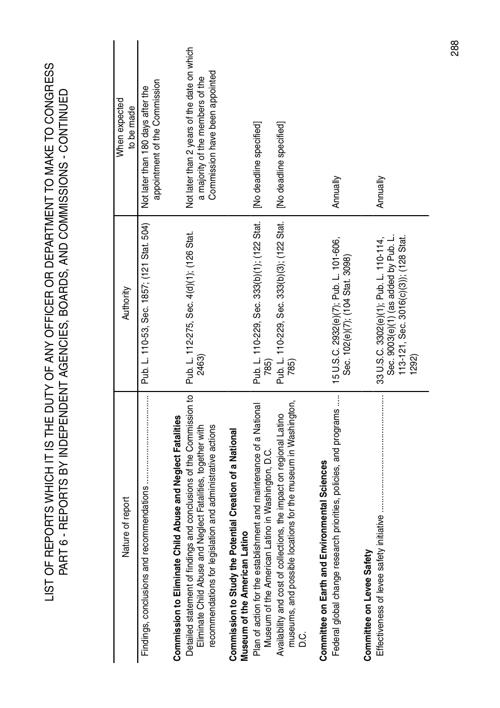 LIST OF REPORTS WHICH IT IS THE DUTY OF ANY OFFICER OR DEPARTMENT TO MAKE TO CONGRESS
PART 6 - REPORTS BY INDEPENDENT AGENCIES, BOARDS, AND COMMISSIONS - CONTINUED
Nature of report
Authority
When expected
to be made
Findings, conclusions and recommendations
Pub. L. 110-53, Sec. 1857; (121 Stat. 504)
Not later than 180 days after the
appointment of the Commission
Commission to Eliminate Child Abuse and Neglect Fatalities
Detailed statement of findings and conclusions of the Commission to
Eliminate Child Abuse and Neglect Fatalities, together with
recommendations for legislation and administrative actions
Pub. L. 112-275, Sec. 4(d)(1); (126 Stat.
2463)
Not later than 2 years of the date on which
a majority of the members of the
Commission have been appointed
Commission to Study the Potential Creation of a National
Museum of the American Latino
Plan of action for the establishment and maintenance of a National
Museum of the American Latino in Washington, D.C.
Pub. L. 110-229, Sec. 333(b)(1); (122 Stat.
785)
[No deadline specified]
Availability and cost of collections, the impact on regional Latino
museums, and possible locations for the museum in Washington,
D.C.
Pub. L. 110-229, Sec. 333(b)(3); (122 Stat.
785)
[No deadline specified]
Committee on Earth and Environmental Sciences
Federal global change research priorities, policies, and programs ....
15 U.S.C. 2932(e)(7); Pub. L. 101-606,
Sec. 102(e)(7); (104 Stat. 3098)
Annually
Committee on Levee Safety
Effectiveness of levee safety initiative
33 U.S.C. 3302(e)(1); Pub. L. 110-114,
Sec. 9003(e)(1) (as added by Pub. L.
113-121, Sec. 3016(c)(3)); (128 Stat.
1292)
Annually
288